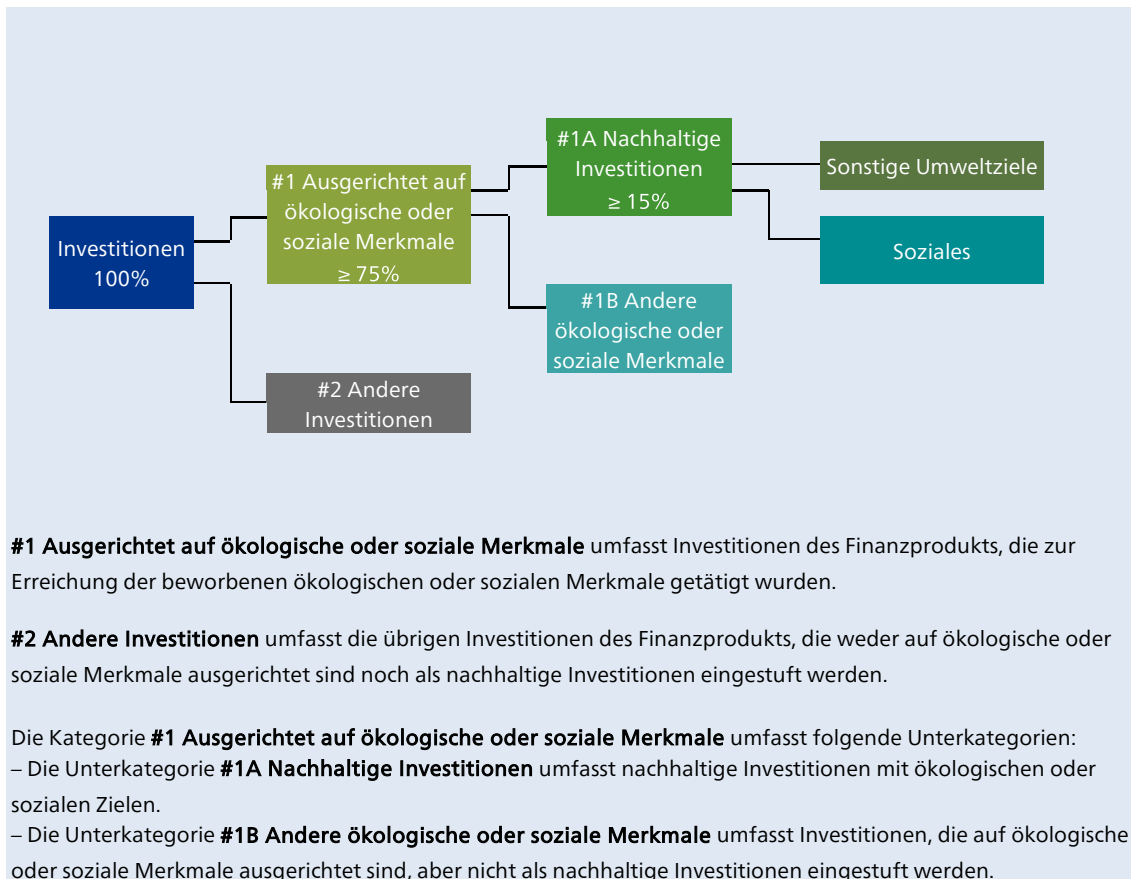 Investitionen
100%
#1 Ausgerichtet auf
ökologische oder
soziale Merkmale
≥ 75%
#2 Andere
Investitionen
#1A Nachhaltige
Investitionen
≥ 15%
#1B Andere
ökologische oder
soziale Merkmale
Sonstige Umweltziele
Soziales
#1 Ausgerichtet auf ökologische oder soziale Merkmale umfasst Investitionen des Finanzprodukts, die zur
Erreichung der beworbenen ökologischen oder sozialen Merkmale getätigt wurden.
#2 Andere Investitionen umfasst die übrigen Investitionen des Finanzprodukts, die weder auf ökologische oder
soziale Merkmale ausgerichtet sind noch als nachhaltige Investitionen eingestuft werden.
Die Kategorie #1 Ausgerichtet auf ökologische oder soziale Merkmale umfasst folgende Unterkategorien:
– Die Unterkategorie #1A Nachhaltige Investitionen umfasst nachhaltige Investitionen mit ökologischen oder
sozialen Zielen.
– Die Unterkategorie #1B Andere ökologische oder soziale Merkmale umfasst Investitionen, die auf ökologische
oder soziale Merkmale ausgerichtet sind, aber nicht als nachhaltige Investitionen eingestuft werden.